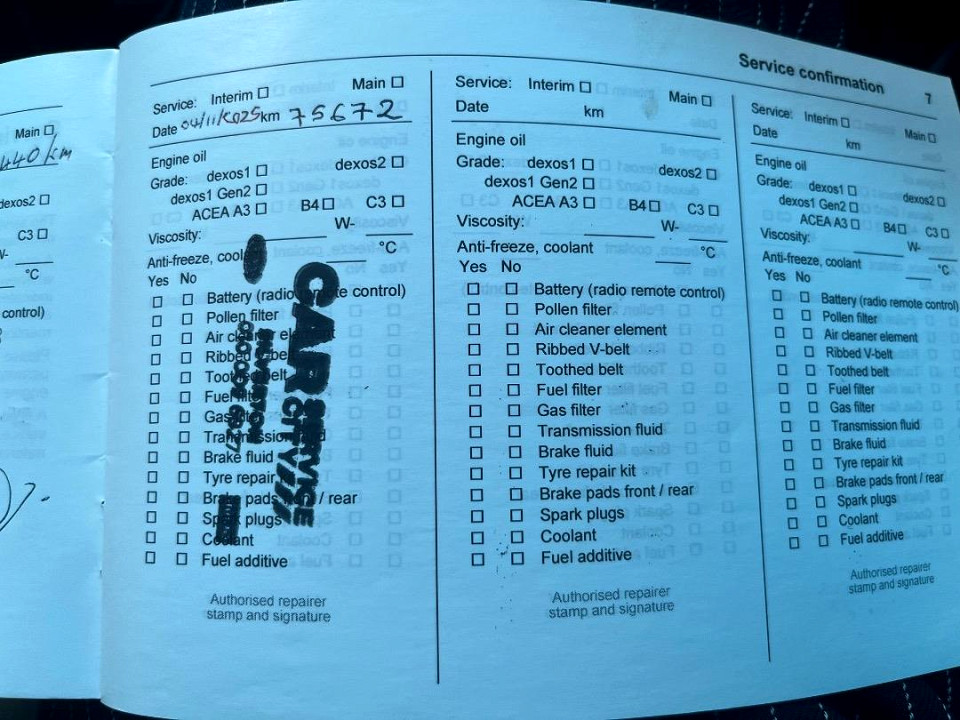 Service confirmation 7
Main ☐
440 km
dexos2 ☐
C3 ☐
W-
°C
control)
Service: Interim ☐ Main ☐
Date 04/11/2025 km 75672
Engine oil
Grade: dexos1 ☐ dexos2 ☐
dexos1 Gen2 ☐
ACEA A3 ☐ B4 ☐ C3 ☐
Viscosity: W-
Anti-freeze, coolant °C
Yes No
☐ ☐ Battery (radio remote control)
☐ ☐ Pollen filter
☐ ☐ Air cleaner element
☐ ☐ Ribbed V-belt
☐ ☐ Toothed belt
☐ ☐ Fuel filter
☐ ☐ Gas filter
☐ ☐ Transmission fluid
☐ ☐ Brake fluid
☐ ☐ Tyre repair
☐ ☐ Brake pads front / rear
☐ ☐ Spark plugs
☐ ☐ Coolant
☐ ☐ Fuel additive
CAR SERVICE
CITY
Authorised repairer
stamp and signature
Service: Interim ☐ Main ☐
Date km
Engine oil
Grade: dexos1 ☐ dexos2 ☐
dexos1 Gen2 ☐
ACEA A3 ☐ B4 ☐ C3 ☐
Viscosity: W-
Anti-freeze, coolant °C
Yes No
☐ ☐ Battery (radio remote control)
☐ ☐ Pollen filter
☐ ☐ Air cleaner element
☐ ☐ Ribbed V-belt
☐ ☐ Toothed belt
☐ ☐ Fuel filter
☐ ☐ Gas filter
☐ ☐ Transmission fluid
☐ ☐ Brake fluid
☐ ☐ Tyre repair kit
☐ ☐ Brake pads front / rear
☐ ☐ Spark plugs
☐ ☐ Coolant
☐ ☐ Fuel additive
Authorised repairer
stamp and signature
Service: Interim ☐ Main ☐
Date km
Engine oil
Grade: dexos1 ☐ dexos2 ☐
dexos1 Gen2 ☐
ACEA A3 ☐ B4 ☐ C3 ☐
Viscosity: W-
Anti-freeze, coolant °C
Yes No
☐ ☐ Battery (radio remote control)
☐ ☐ Pollen filter
☐ ☐ Air cleaner element
☐ ☐ Ribbed V-belt
☐ ☐ Toothed belt
☐ ☐ Fuel filter
☐ ☐ Gas filter
☐ ☐ Transmission fluid
☐ ☐ Brake fluid
☐ ☐ Tyre repair kit
☐ ☐ Brake pads front / rear
☐ ☐ Spark plugs
☐ ☐ Coolant
☐ ☐ Fuel additive
Authorised repairer
stamp and signature